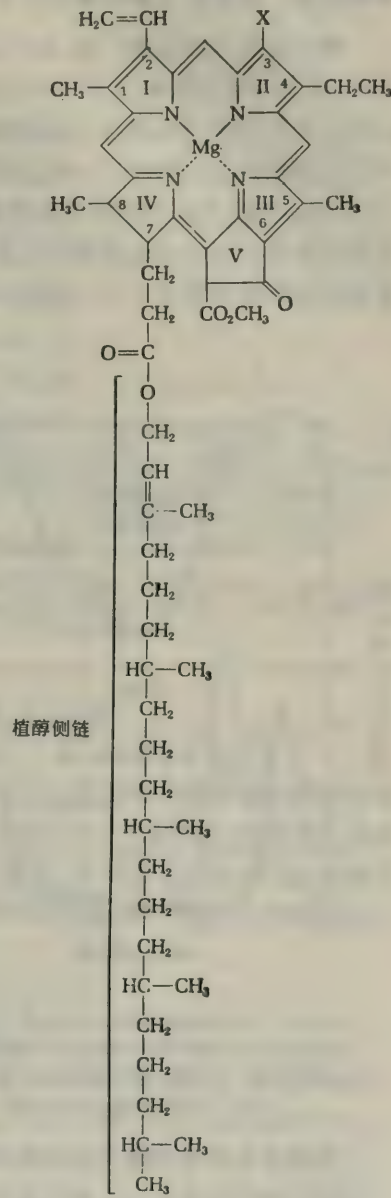 H₂C=CH X
2 3
CH₃ 1 I II 4 CH₂CH₃
N N
Mg
N N
H₃C 8 IV III 5 CH₃
7 6
V
CH₂ O
CH₂ CO₂CH₃
O=C
O
CH₂
CH
C—CH₃
CH₂
CH₂
CH₂
HC—CH₃
CH₂
植醇侧链 CH₂
CH₂
HC—CH₃
CH₂
CH₂
CH₂
HC—CH₃
CH₂
CH₂
CH₂
HC—CH₃
CH₃